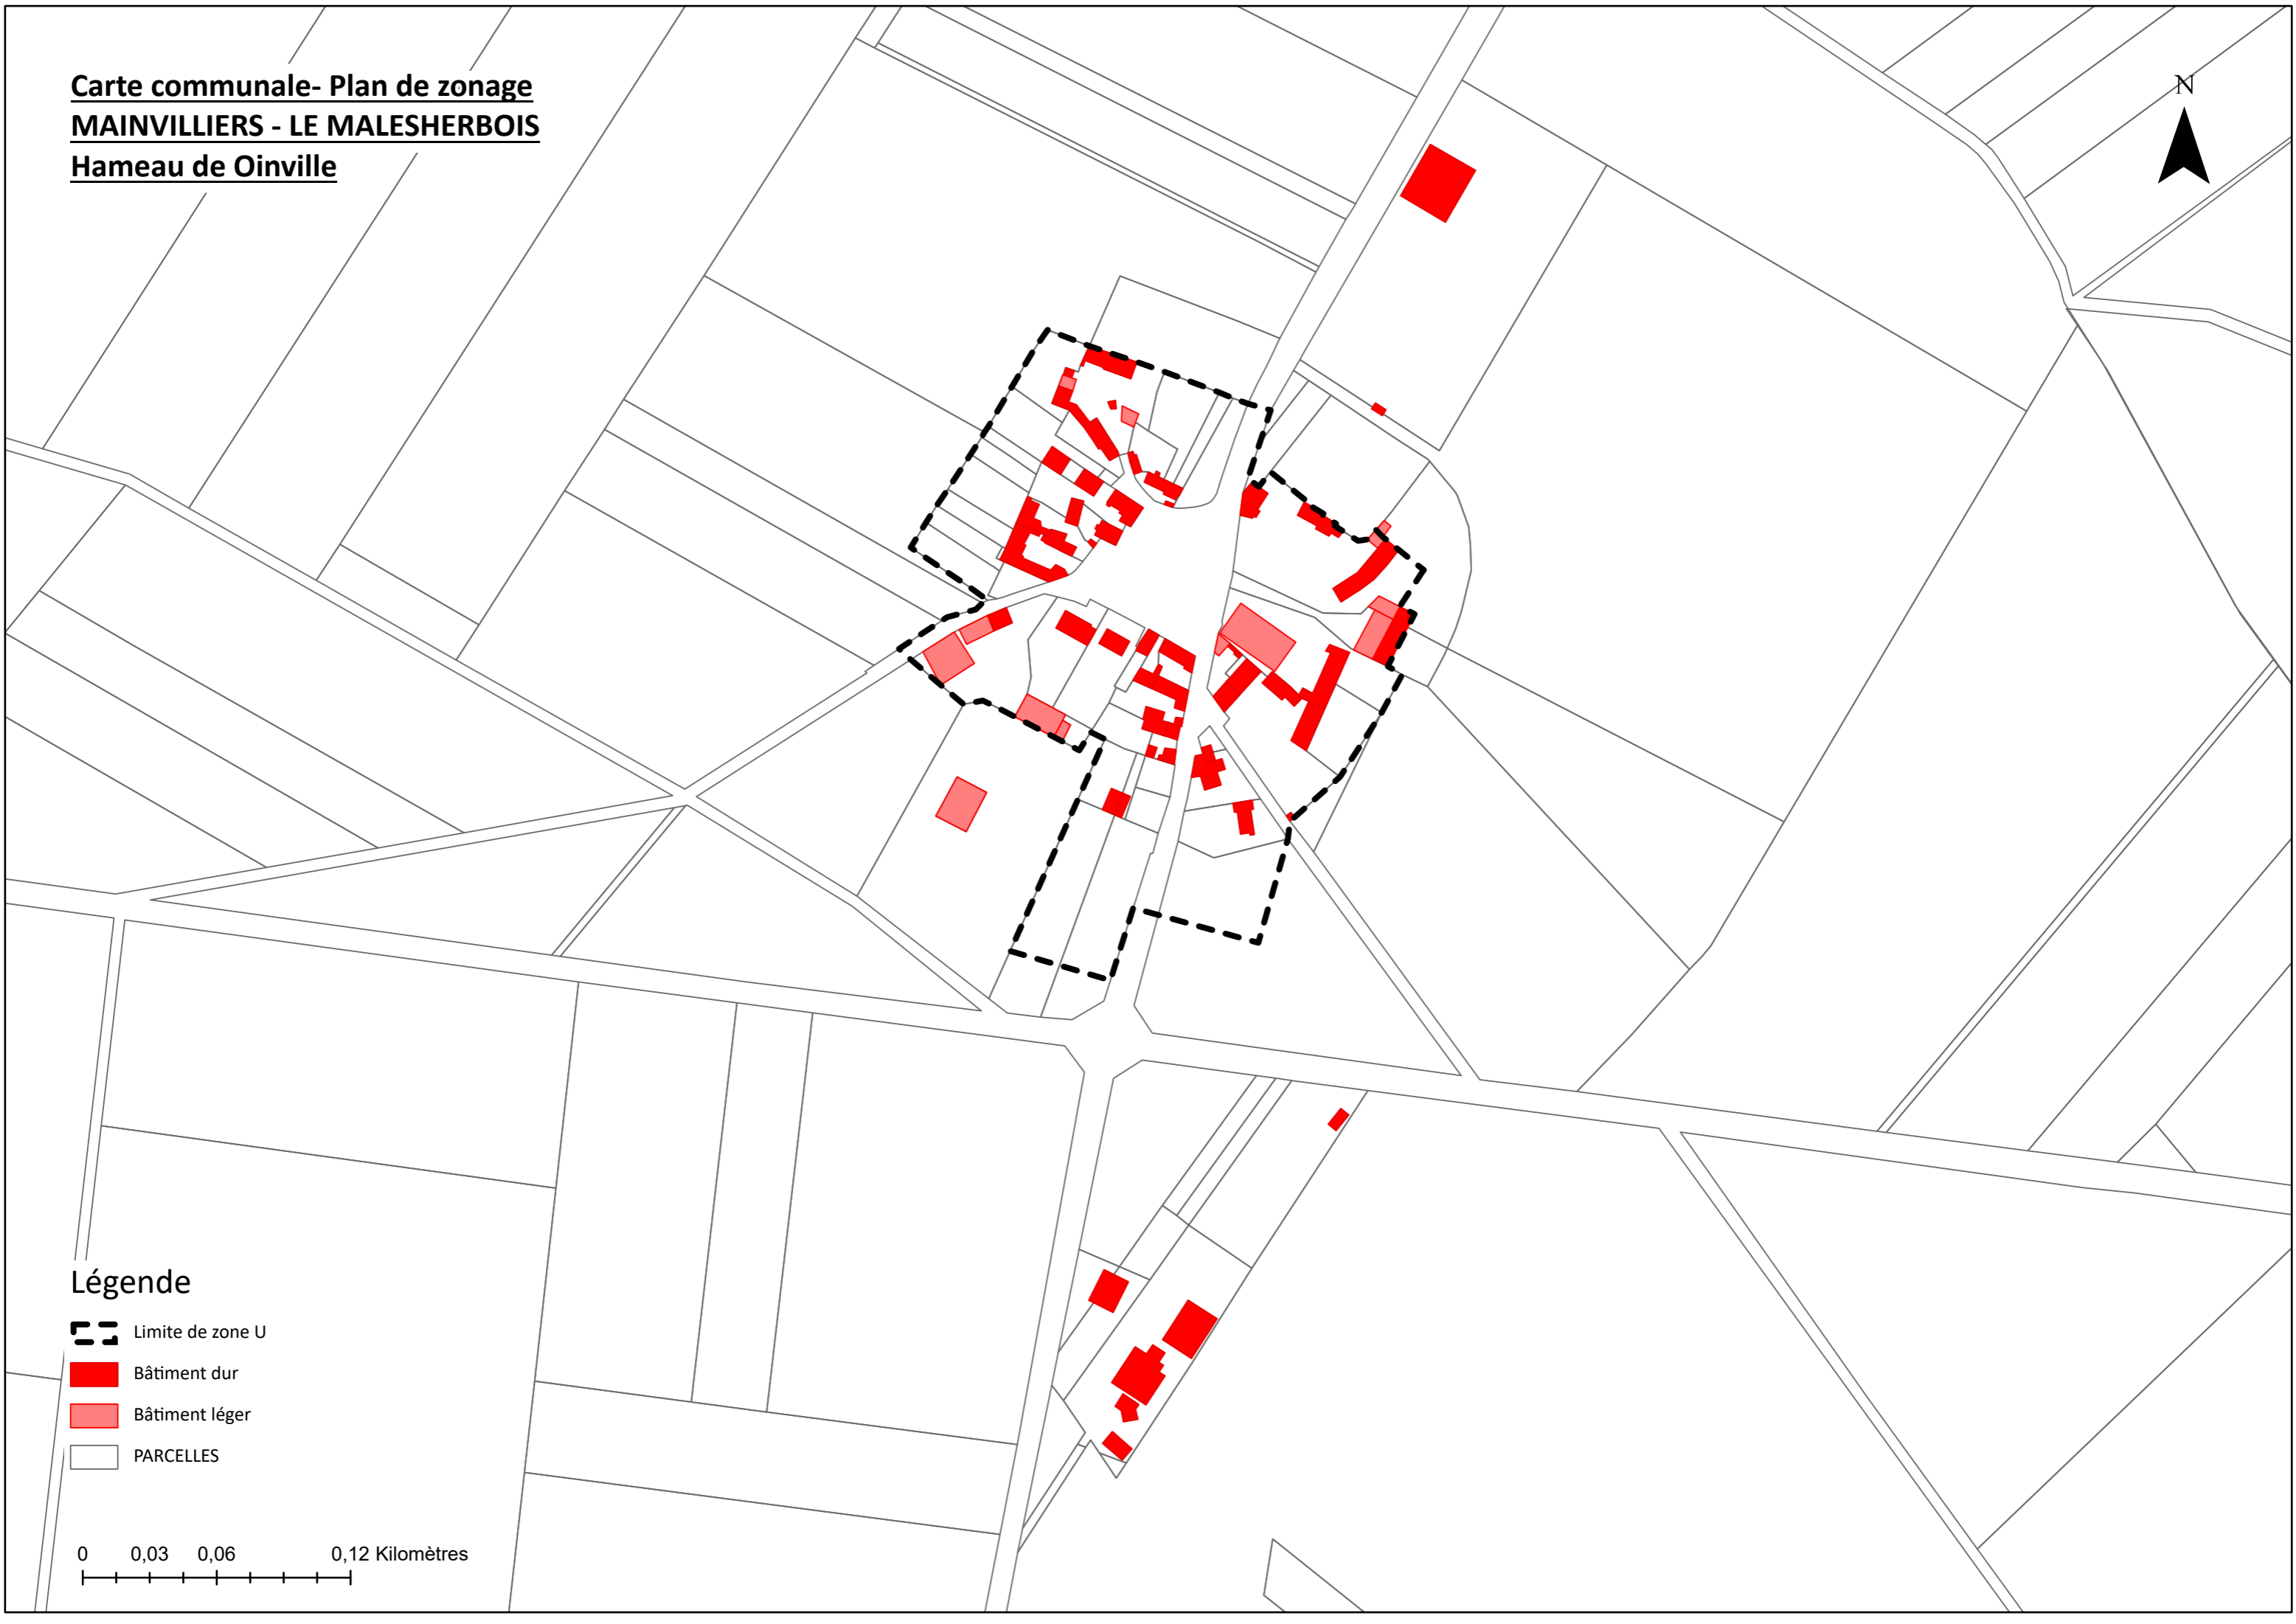 Carte communale- Plan de zonage
MAINVILLIERS - LE MALESHERBOIS
Hameau de Oinville
N
Légende
Limite de zone U
Bâtiment dur
Bâtiment léger
PARCELLES
0 0,03 0,06 0,12 Kilomètres